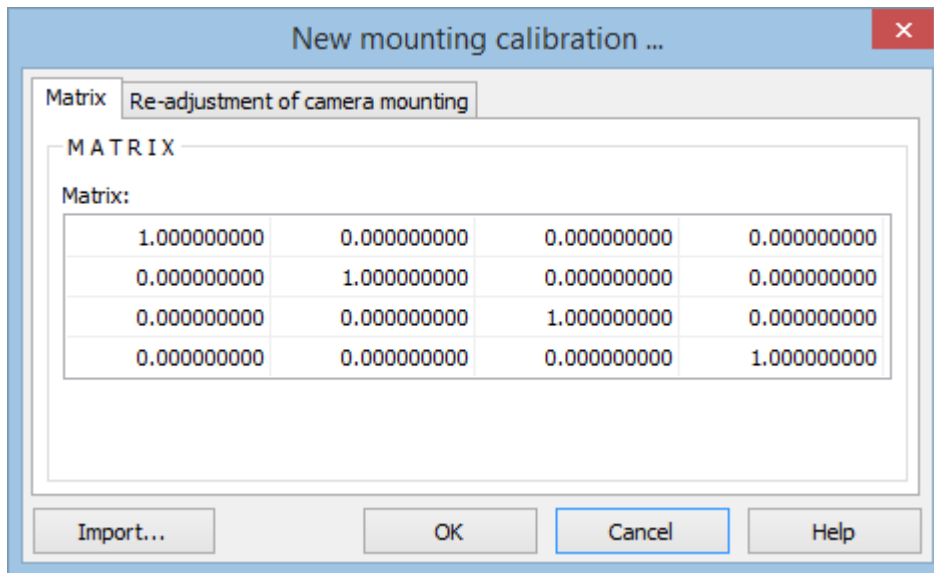 New mounting calibration ...
Matrix Re-adjustment of camera mounting
MATRIX
Matrix:
1.000000000 0.000000000 0.000000000 0.000000000
0.000000000 1.000000000 0.000000000 0.000000000
0.000000000 0.000000000 1.000000000 0.000000000
0.000000000 0.000000000 0.000000000 1.000000000
Import... OK Cancel Help